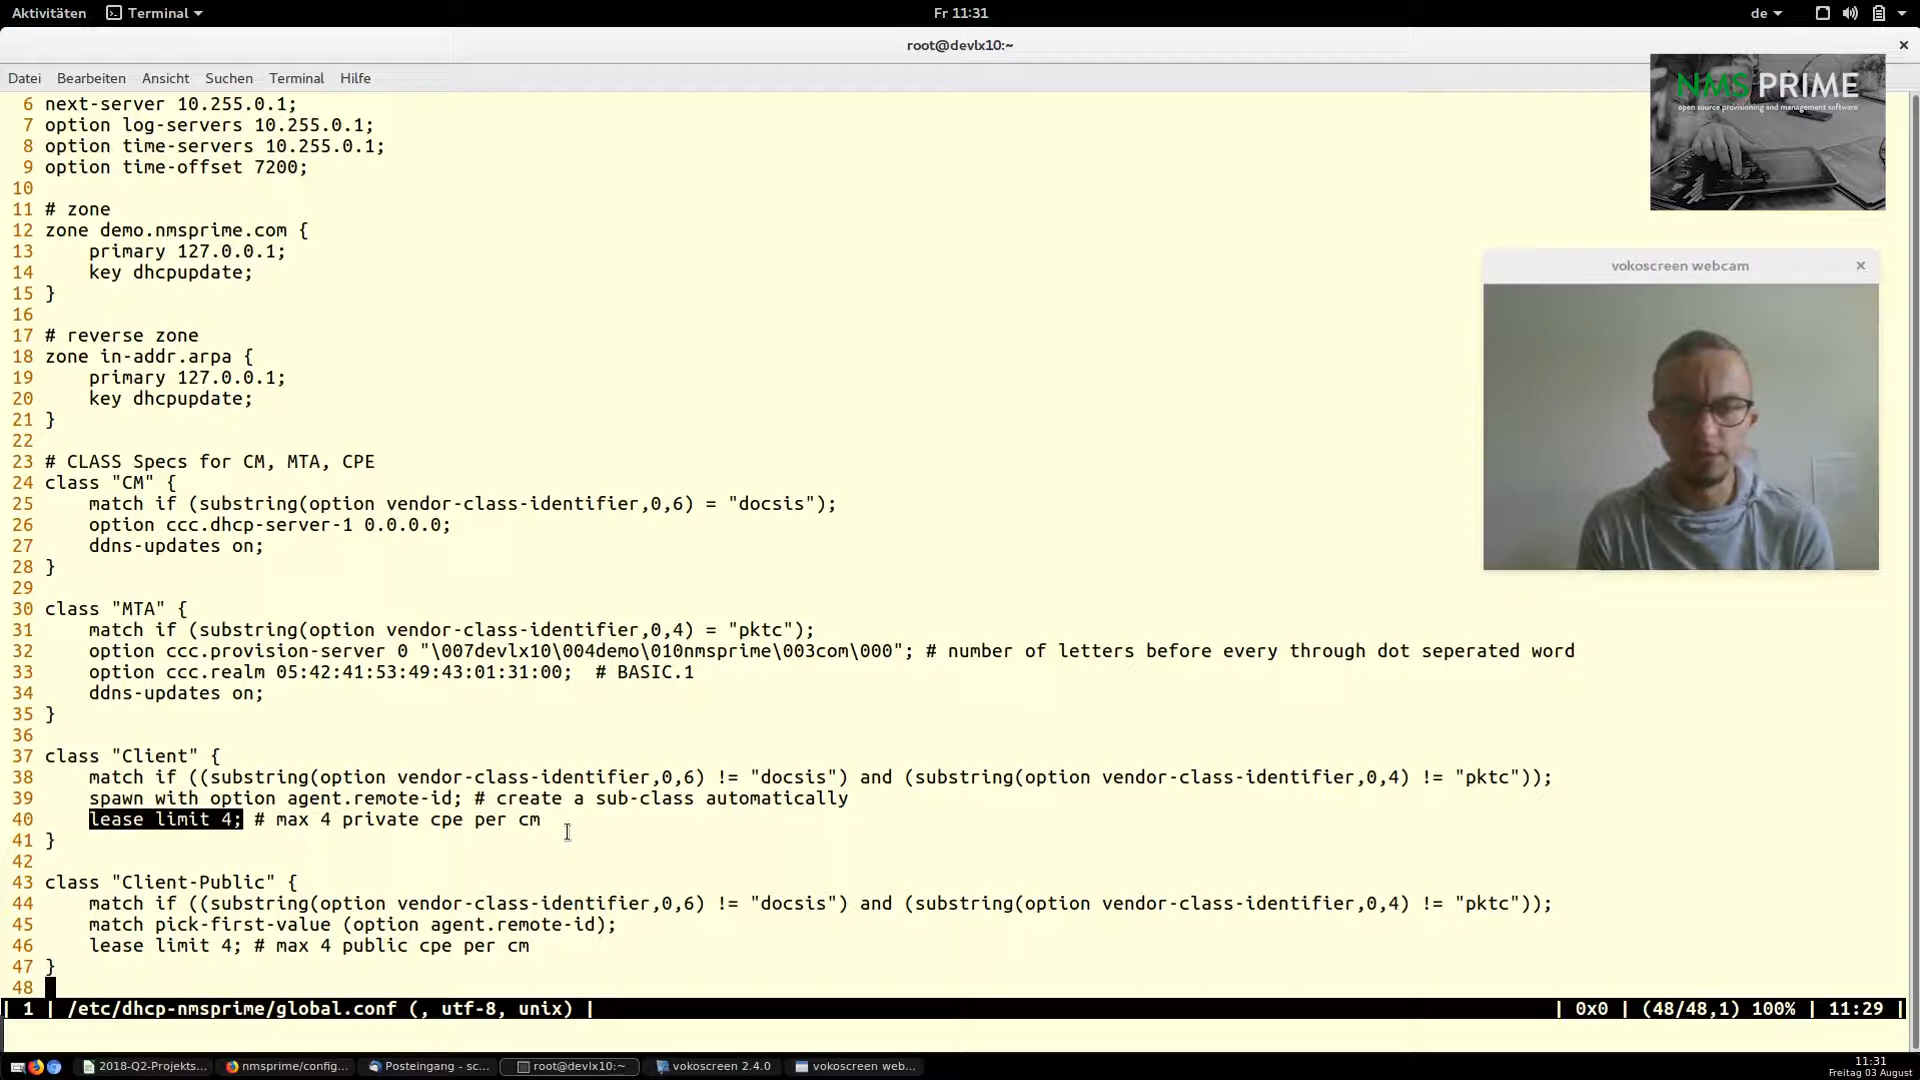 Aktivitäten Terminal Fr 11:31 de
root@devlx10:~
Datei Bearbeiten Ansicht Suchen Terminal Hilfe
NMS PRIME
open source provisioning and management software
6 next-server 10.255.0.1;
7 option log-servers 10.255.0.1;
8 option time-servers 10.255.0.1;
9 option time-offset 7200;
10
11 # zone
12 zone demo.nmsprime.com {
13     primary 127.0.0.1;
14     key dhcpupdate;
15 }
16
17 # reverse zone
18 zone in-addr.arpa {
19     primary 127.0.0.1;
20     key dhcpupdate;
21 }
22
23 # CLASS Specs for CM, MTA, CPE
24 class "CM" {
25     match if (substring(option vendor-class-identifier,0,6) = "docsis");
26     option ccc.dhcp-server-1 0.0.0.0;
27     ddns-updates on;
28 }
29
30 class "MTA" {
31     match if (substring(option vendor-class-identifier,0,4) = "pktc");
32     option ccc.provision-server 0 "\007devlx10\004demo\010nmsprime\003com\000"; # number of letters before every through dot seperated word
33     option ccc.realm 05:42:41:53:49:43:01:31:00;  # BASIC.1
34     ddns-updates on;
35 }
36
37 class "Client" {
38     match if ((substring(option vendor-class-identifier,0,6) != "docsis") and (substring(option vendor-class-identifier,0,4) != "pktc"));
39     spawn with option agent.remote-id; # create a sub-class automatically
40     lease limit 4; # max 4 private cpe per cm
41 }
42
43 class "Client-Public" {
44     match if ((substring(option vendor-class-identifier,0,6) != "docsis") and (substring(option vendor-class-identifier,0,4) != "pktc"));
45     match pick-first-value (option agent.remote-id);
46     lease limit 4; # max 4 public cpe per cm
47 }
48
vokoscreen webcam
| 1 | /etc/dhcp-nmsprime/global.conf (, utf-8, unix) | | 0x0 | (48/48,1) 100% | 11:29 |
2018-Q2-Projekts... nmsprime/config... Posteingang - sc... root@devlx10:~ vokoscreen 2.4.0 vokoscreen web... 11:31
Freitag 03 August